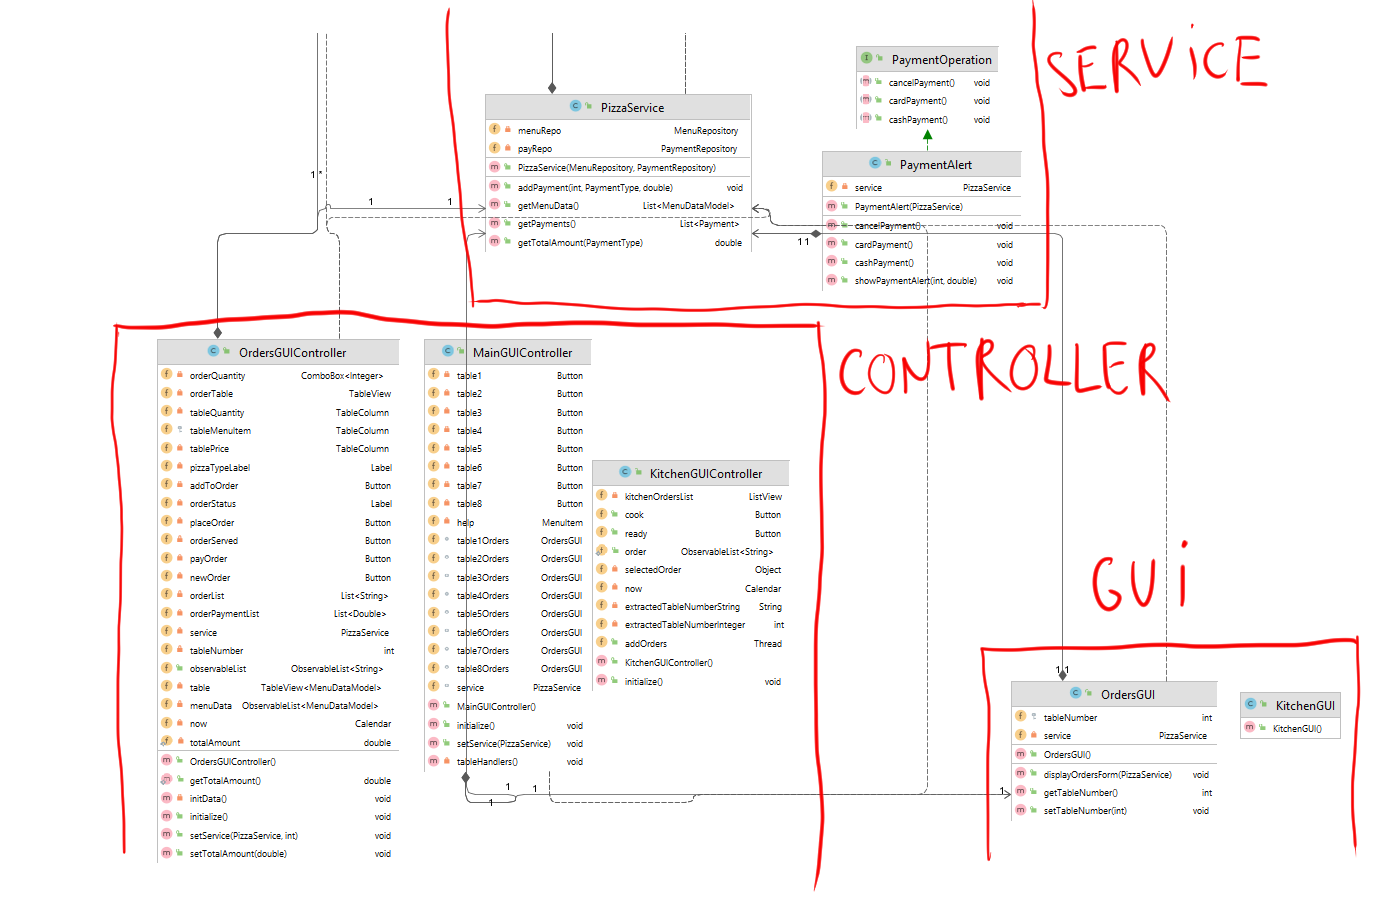 SERVICE
PaymentOperation
cancelPayment() void
cardPayment() void
cashPayment() void
PizzaService
menuRepo MenuRepository
payRepo PaymentRepository
PizzaService(MenuRepository, PaymentRepository)
addPayment(int, PaymentType, double) void
getMenuData() List<MenuDataModel>
getPayments() List<Payment>
getTotalAmount(PaymentType) double
PaymentAlert
service PizzaService
PaymentAlert(PizzaService)
cancelPayment() void
cardPayment() void
cashPayment() void
showPaymentAlert(int, double) void
1 *
1
1
1 1
CONTROLLER
OrdersGUIController
orderQuantity ComboBox<Integer>
orderTable TableView
tableQuantity TableColumn
tableMenuItem TableColumn
tablePrice TableColumn
pizzaTypeLabel Label
addToOrder Button
orderStatus Label
placeOrder Button
orderServed Button
payOrder Button
newOrder Button
orderList List<String>
orderPaymentList List<Double>
service PizzaService
tableNumber int
observableList ObservableList<String>
table TableView<MenuDataModel>
menuData ObservableList<MenuDataModel>
now Calendar
totalAmount double
OrdersGUIController()
getTotalAmount() double
initData() void
initialize() void
setService(PizzaService, int) void
setTotalAmount(double) void
MainGUIController
table1 Button
table2 Button
table3 Button
table4 Button
table5 Button
table6 Button
table7 Button
table8 Button
help MenuItem
table1Orders OrdersGUI
table2Orders OrdersGUI
table3Orders OrdersGUI
table4Orders OrdersGUI
table5Orders OrdersGUI
table6Orders OrdersGUI
table7Orders OrdersGUI
table8Orders OrdersGUI
service PizzaService
MainGUIController()
initialize() void
setService(PizzaService) void
tableHandlers() void
KitchenGUIController
kitchenOrdersList ListView
cook Button
ready Button
order ObservableList<String>
selectedOrder Object
now Calendar
extractedTableNumberString String
extractedTableNumberInteger int
addOrders Thread
KitchenGUIController()
initialize() void
1
1
1
1
GUI
1 1
OrdersGUI
tableNumber int
service PizzaService
OrdersGUI()
displayOrdersForm(PizzaService) void
getTableNumber() int
setTableNumber(int) void
KitchenGUI
KitchenGUI()